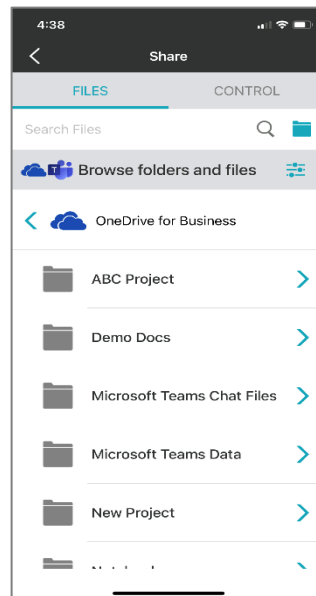 4:38
Share
FILES CONTROL
Search Files
T
Browse folders and files
OneDrive for Business
ABC Project
Demo Docs
Microsoft Teams Chat Files
Microsoft Teams Data
New Project